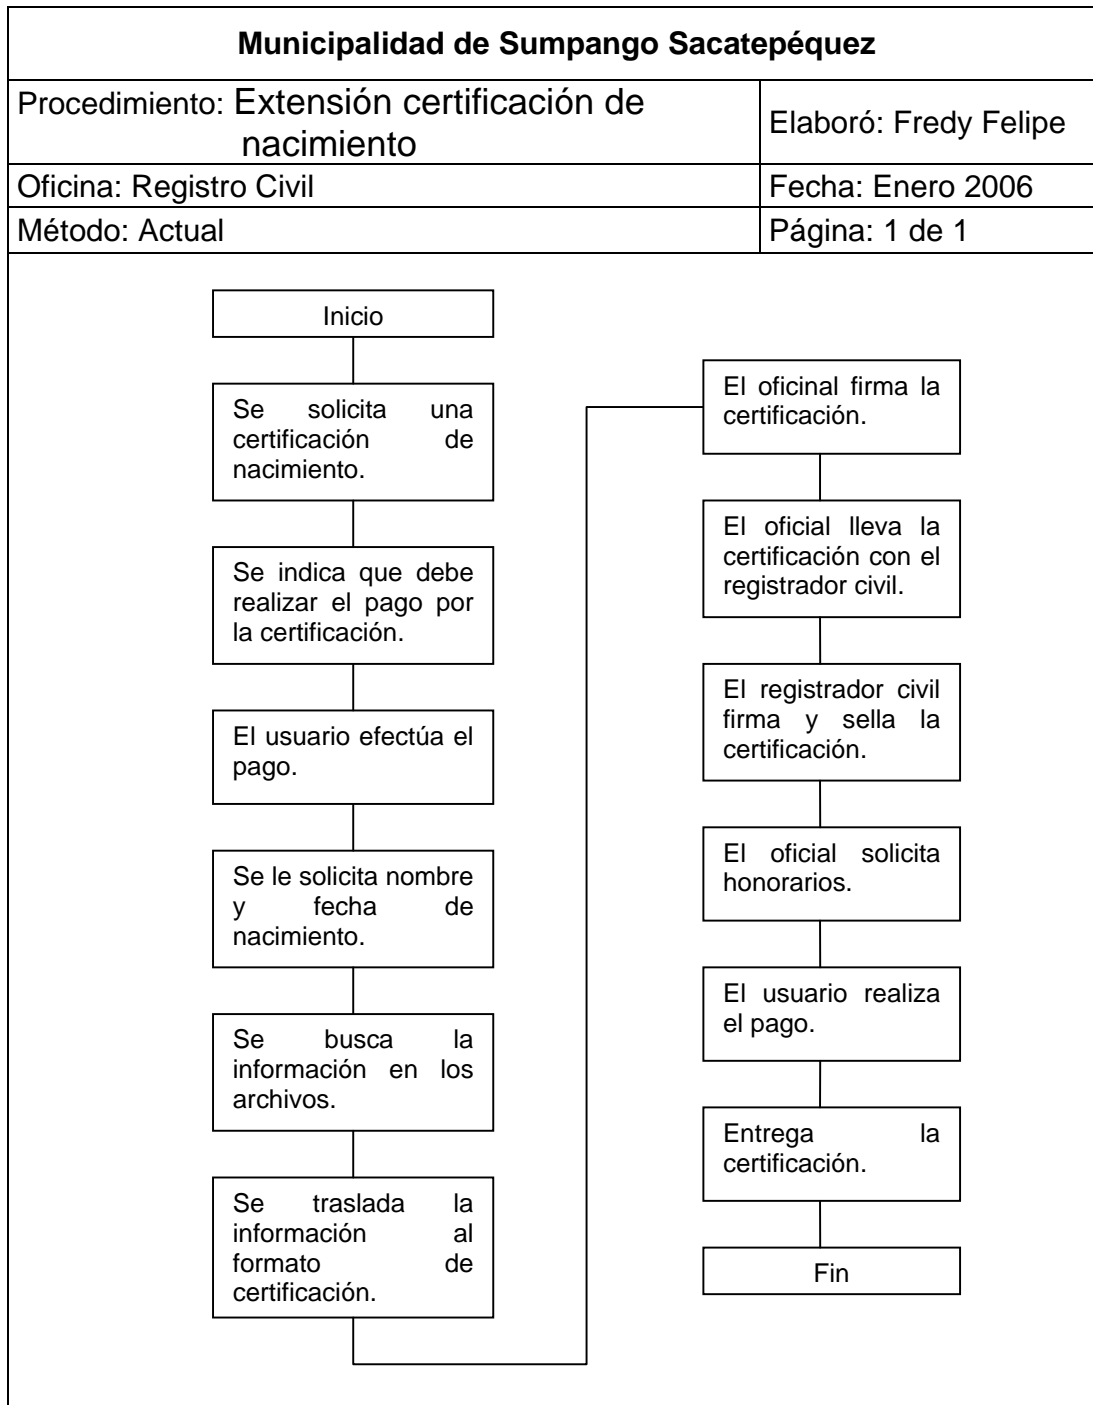 Municipalidad de Sumpango Sacatepéquez
Procedimiento: Extensión certificación de
nacimiento
Elaboró: Fredy Felipe
Oficina: Registro Civil
Fecha: Enero 2006
Método: Actual
Página: 1 de 1
Inicio
Se solicita una
certificación de
nacimiento.
Se indica que debe
realizar el pago por
la certificación.
El usuario efectúa el
pago.
Se le solicita nombre
y fecha de
nacimiento.
Se busca la
información en los
archivos.
Se traslada la
información al
formato de
certificación.
El oficinal firma la
certificación.
El oficial lleva la
certificación con el
registrador civil.
El registrador civil
firma y sella la
certificación.
El oficial solicita
honorarios.
El usuario realiza
el pago.
Entrega la
certificación.
Fin